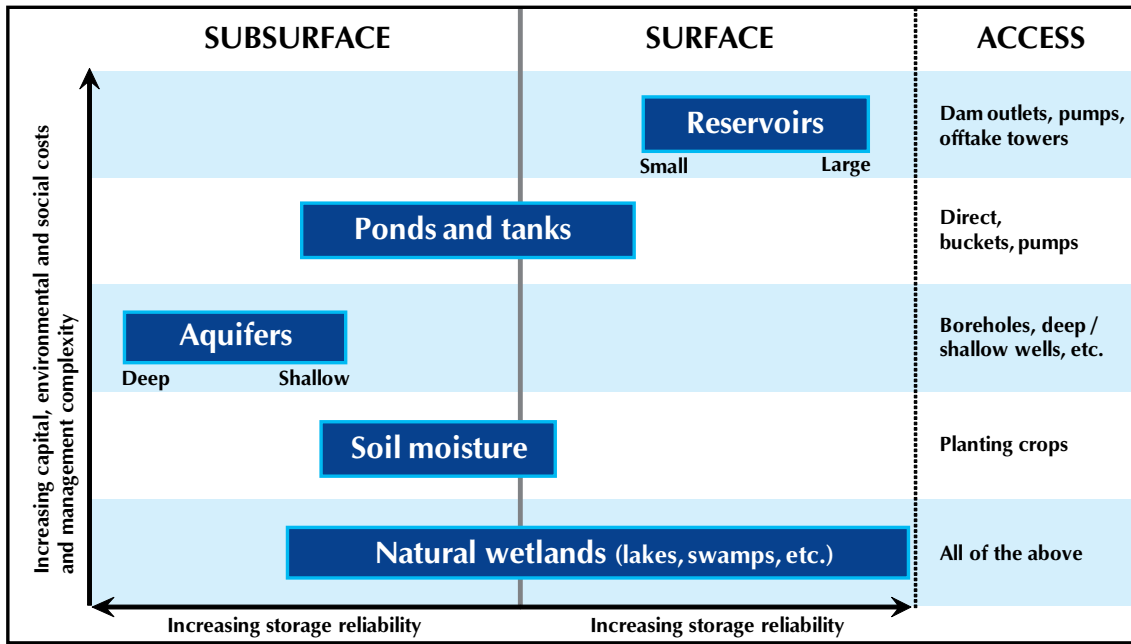 SUBSURFACE
SURFACE
ACCESS
Increasing capital, environmental and social costs
and management complexity
Reservoirs
Small
Large
Dam outlets, pumps,
offtake towers
Ponds and tanks
Direct,
buckets, pumps
Aquifers
Deep
Shallow
Boreholes, deep /
shallow wells, etc.
Soil moisture
Planting crops
Natural wetlands (lakes, swamps, etc.)
All of the above
Increasing storage reliability
Increasing storage reliability